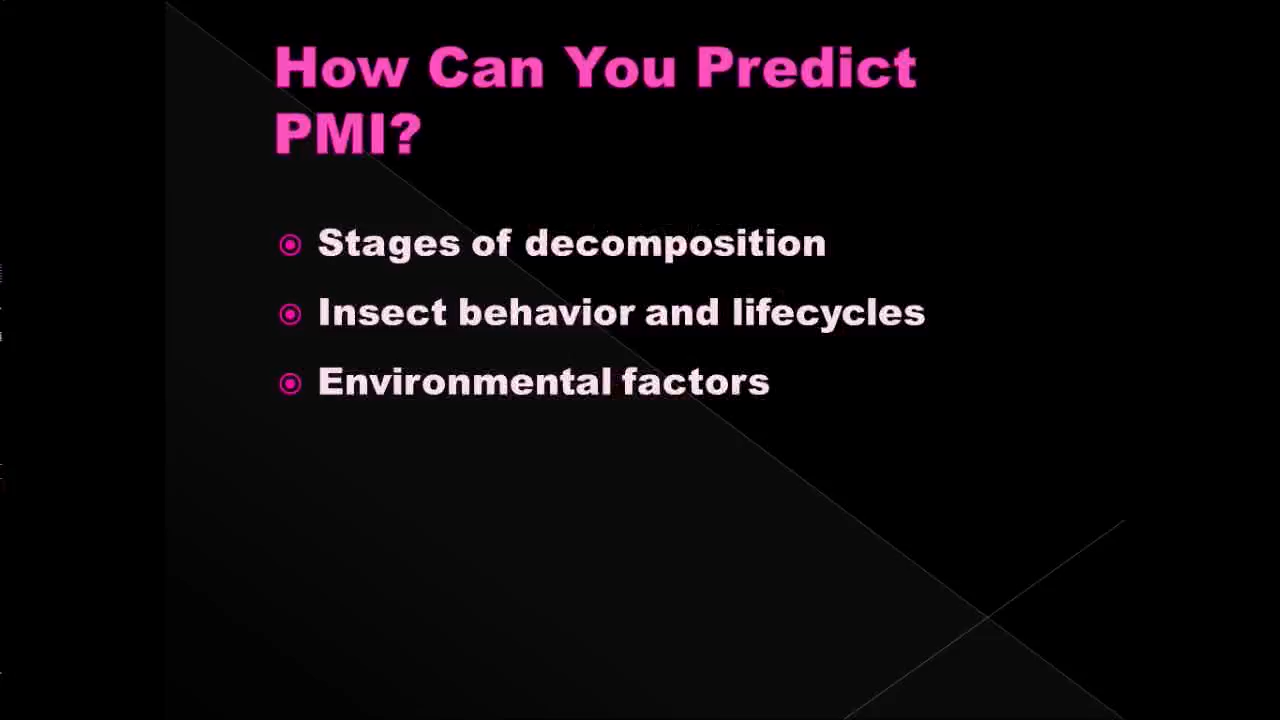 How Can You Predict
PMI?
Stages of decomposition
Insect behavior and lifecycles
Environmental factors